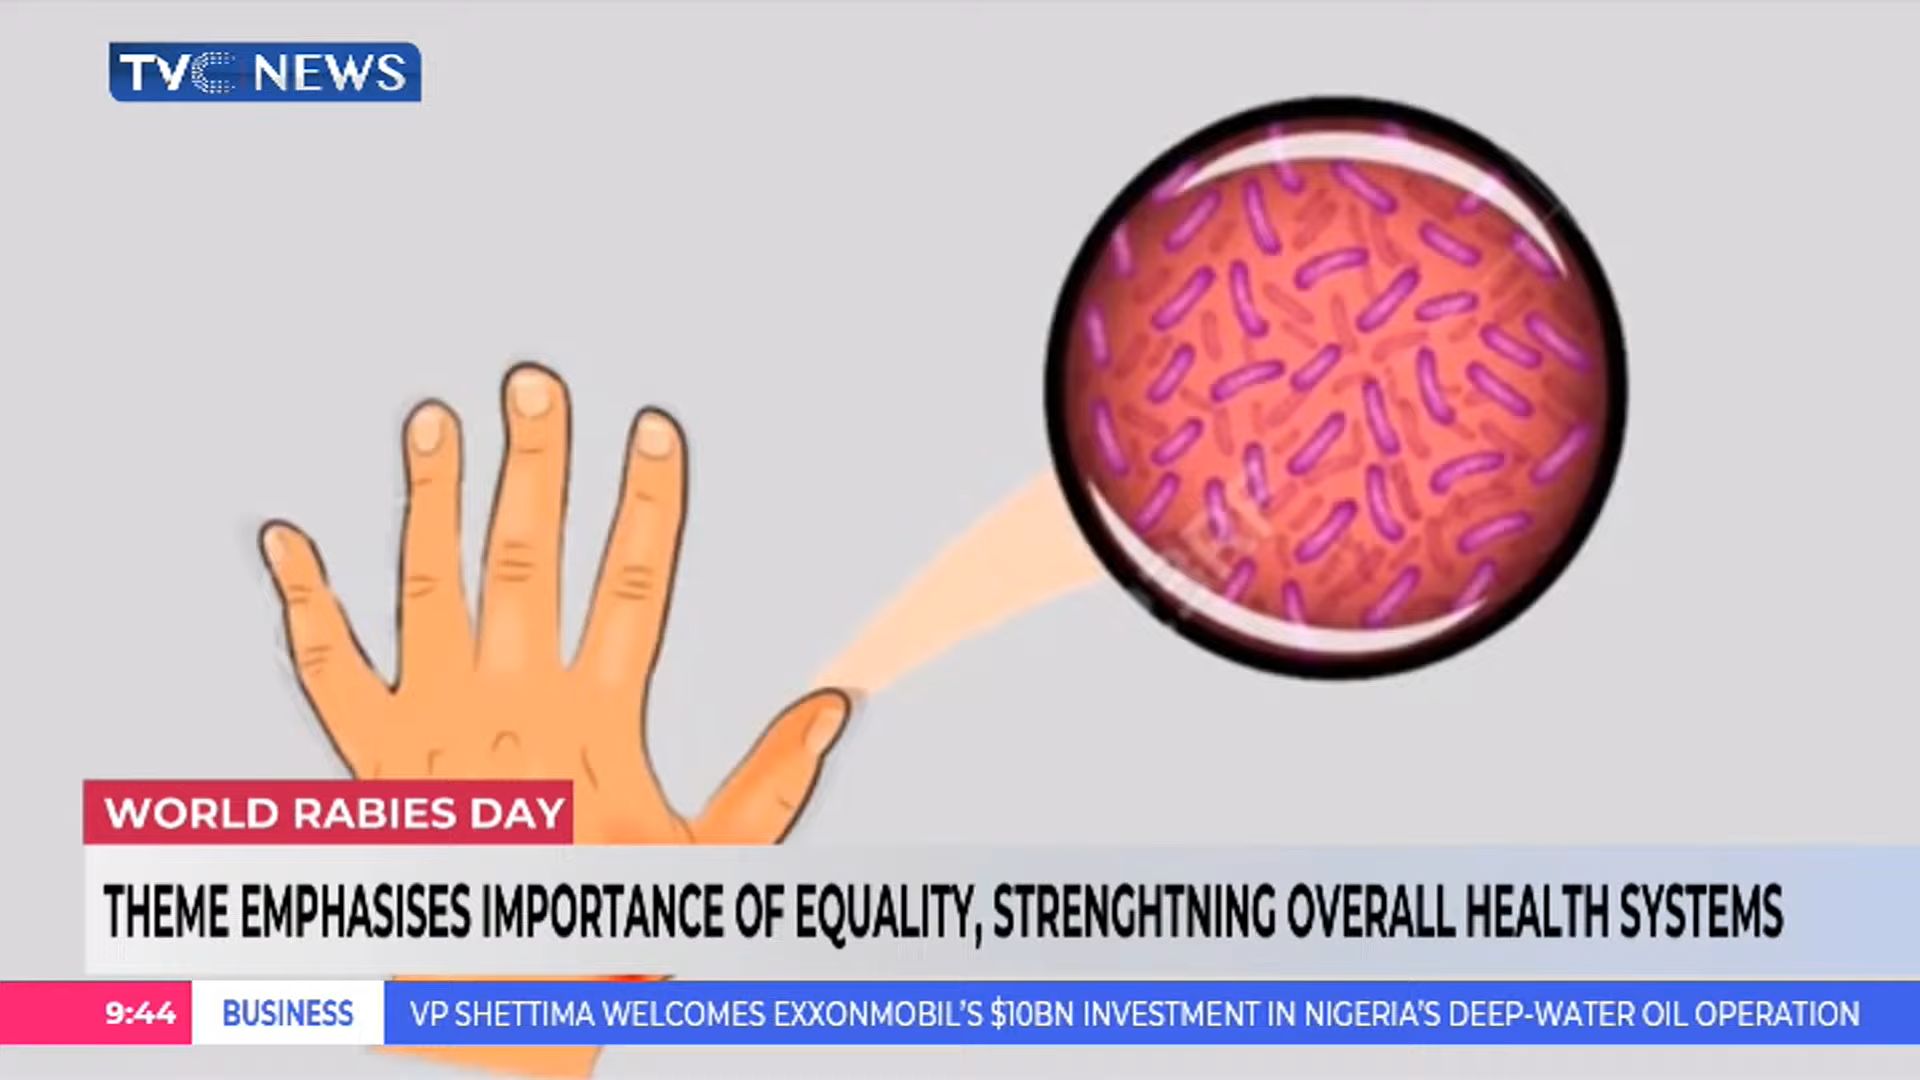 TVC NEWS
WORLD RABIES DAY
THEME EMPHASISES IMPORTANCE OF EQUALITY, STRENGHTNING OVERALL HEALTH SYSTEMS
9:44 BUSINESS VP SHETTIMA WELCOMES EXXONMOBIL'S $10BN INVESTMENT IN NIGERIA'S DEEP-WATER OIL OPERATION